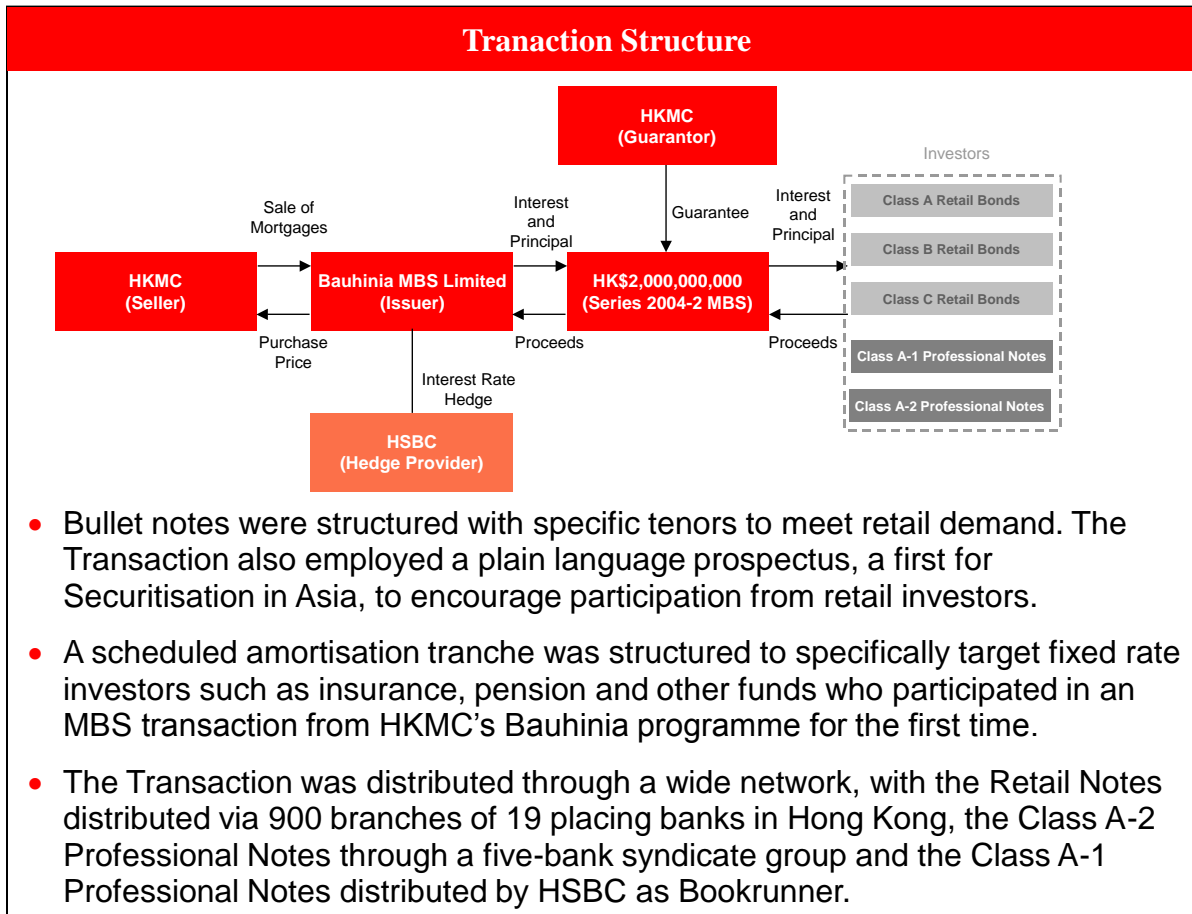 Tranaction Structure
HKMC
(Guarantor)
Investors
Sale of
Mortgages
Interest
and
Principal
Guarantee
Interest
and
Principal
Class A Retail Bonds
Class B Retail Bonds
Class C Retail Bonds
Class A-1 Professional Notes
Class A-2 Professional Notes
HKMC
(Seller)
Bauhinia MBS Limited
(Issuer)
HK$2,000,000,000
(Series 2004-2 MBS)
Purchase
Price
Proceeds
Proceeds
Interest Rate
Hedge
HSBC
(Hedge Provider)
• Bullet notes were structured with specific tenors to meet retail demand. The
Transaction also employed a plain language prospectus, a first for
Securitisation in Asia, to encourage participation from retail investors.
• A scheduled amortisation tranche was structured to specifically target fixed rate
investors such as insurance, pension and other funds who participated in an
MBS transaction from HKMC’s Bauhinia programme for the first time.
• The Transaction was distributed through a wide network, with the Retail Notes
distributed via 900 branches of 19 placing banks in Hong Kong, the Class A-2
Professional Notes through a five-bank syndicate group and the Class A-1
Professional Notes distributed by HSBC as Bookrunner.